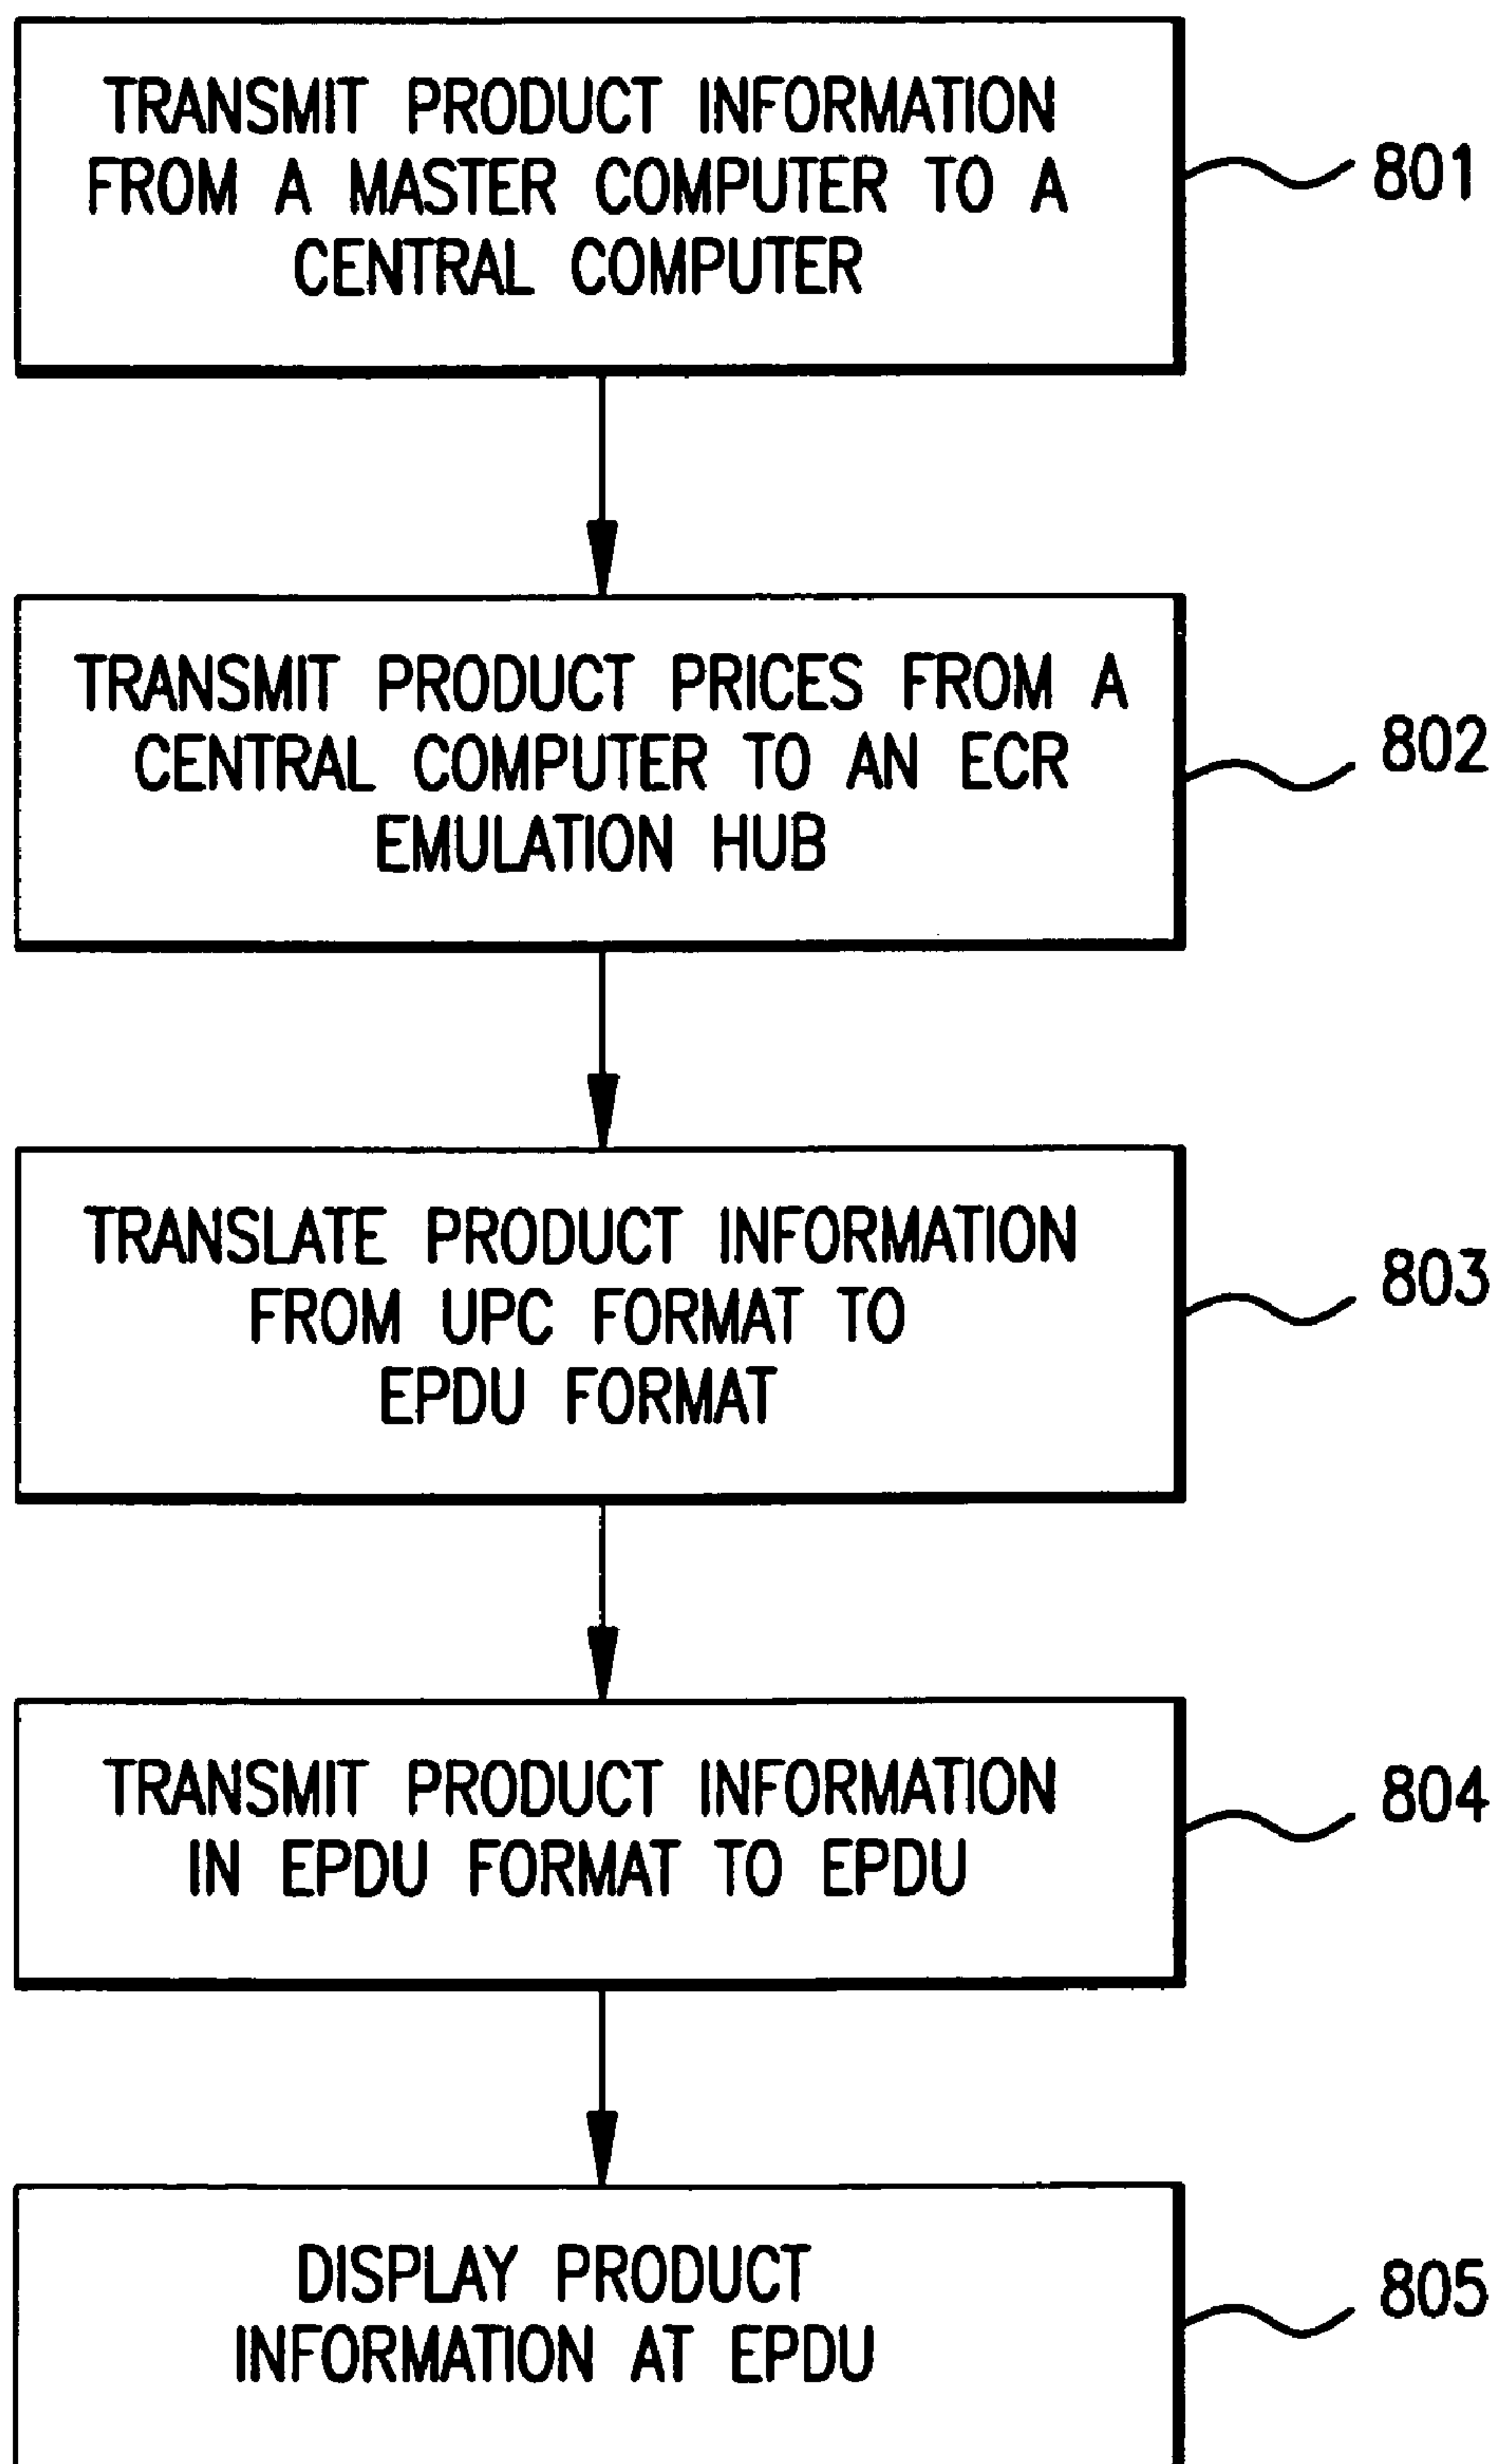 TRANSMIT PRODUCT INFORMATION
FROM A MASTER COMPUTER TO A
CENTRAL COMPUTER
801
TRANSMIT PRODUCT PRICES FROM A
CENTRAL COMPUTER TO AN ECR
EMULATION HUB
802
TRANSLATE PRODUCT INFORMATION
FROM UPC FORMAT TO
EPDU FORMAT
803
TRANSMIT PRODUCT INFORMATION
IN EPDU FORMAT TO EPDU
804
DISPLAY PRODUCT
INFORMATION AT EPDU
805